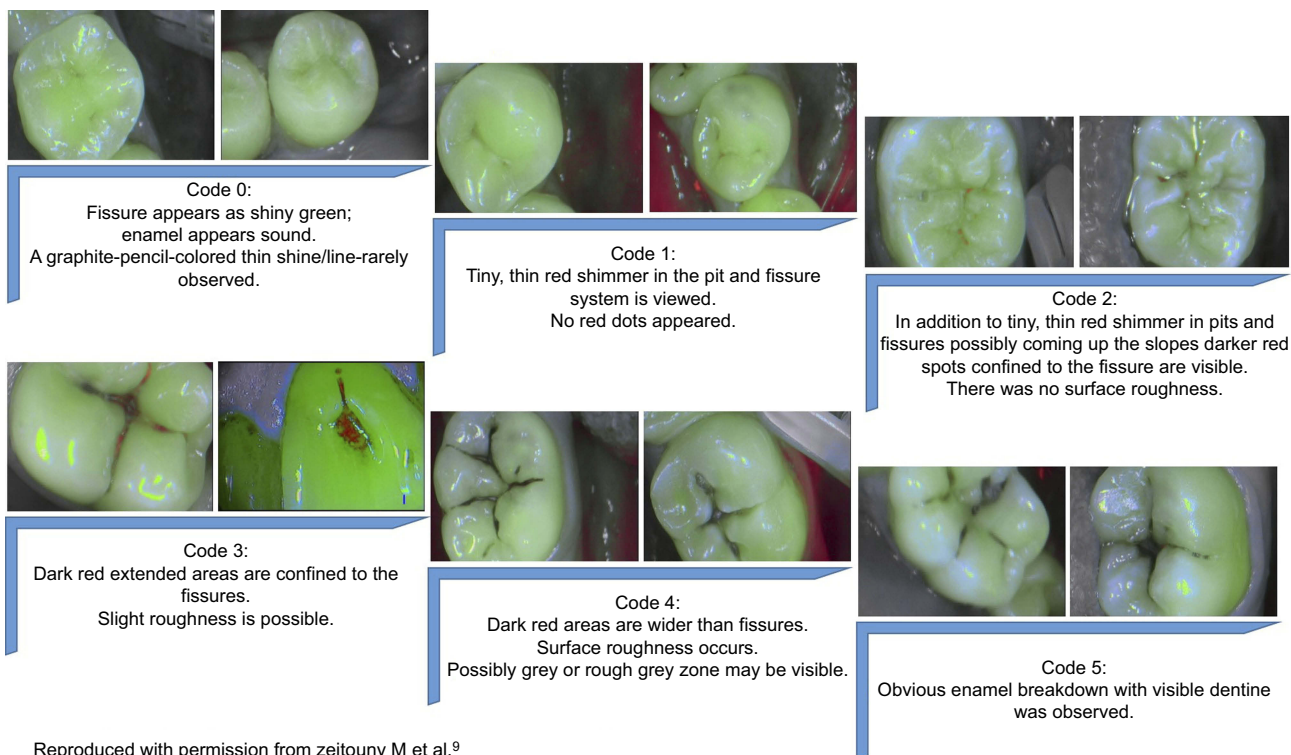 Code 0:
Fissure appears as shiny green;
enamel appears sound.
A graphite-pencil-colored thin shine/line-rarely
observed.
Code 1:
Tiny, thin red shimmer in the pit and fissure
system is viewed.
No red dots appeared.
Code 2:
In addition to tiny, thin red shimmer in pits and
fissures possibly coming up the slopes darker red
spots confined to the fissure are visible.
There was no surface roughness.
Code 3:
Dark red extended areas are confined to the
fissures.
Slight roughness is possible.
Code 4:
Dark red areas are wider than fissures.
Surface roughness occurs.
Possibly grey or rough grey zone may be visible.
Code 5:
Obvious enamel breakdown with visible dentine
was observed.
Reproduced with permission from zeitouny M et al.⁹